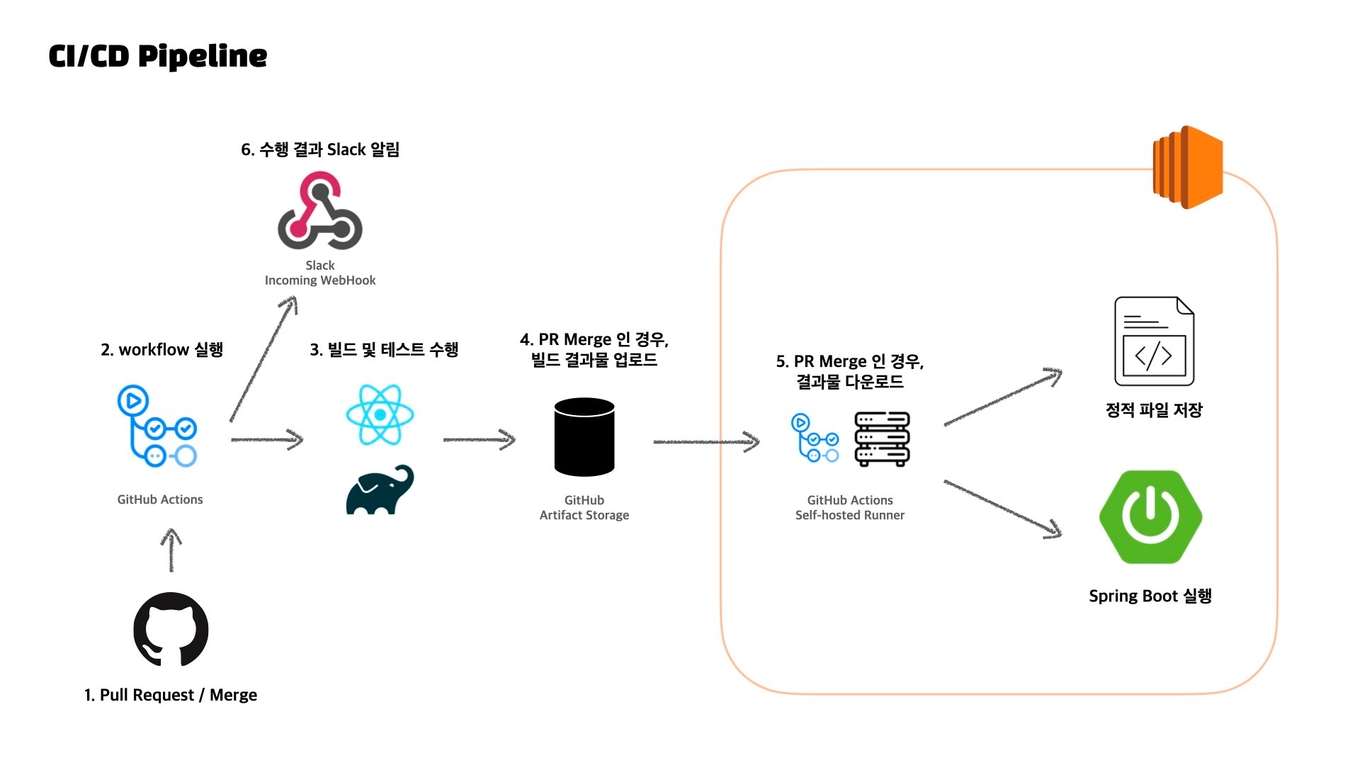 CI/CD Pipeline
6. 수행 결과 Slack 알림
Slack
Incoming WebHook
2. workflow 실행
GitHub Actions
1. Pull Request / Merge
3. 빌드 및 테스트 수행
4. PR Merge 인 경우,
빌드 결과물 업로드
GitHub
Artifact Storage
5. PR Merge 인 경우,
결과물 다운로드
GitHub Actions
Self-hosted Runner
정적 파일 저장
Spring Boot 실행